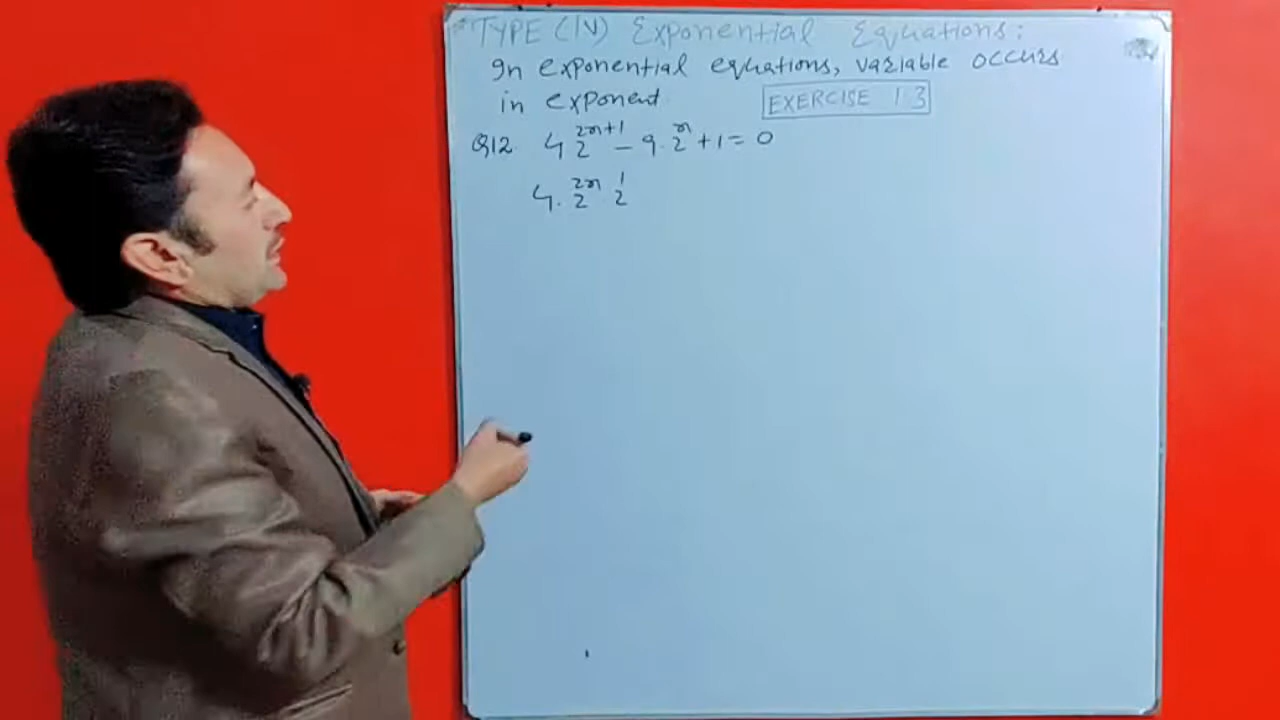 TYPE (IV) Exponential Equations:
In exponential equations, variable occurs
in exponent EXERCISE 1.3
Q12. 4 2^{2x+1} - 9.2^{x} + 1 = 0
4. 2^{2x} 2^{1}